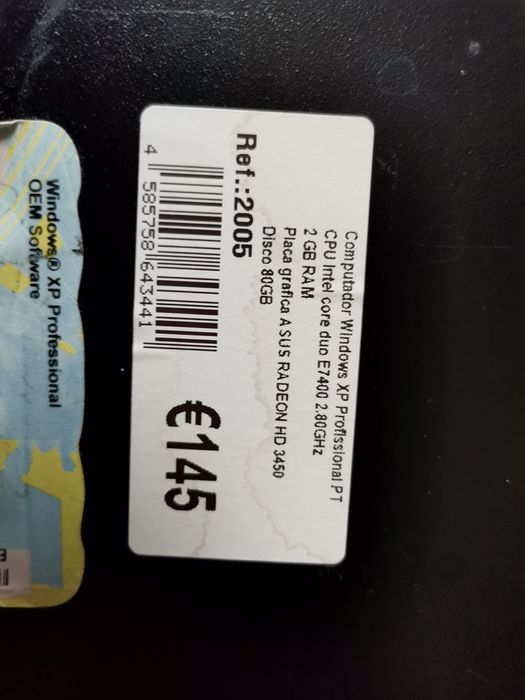 Computador Windows XP Profissional PT
CPU Intel core duo E7400 2.80GHz
2 GB RAM
Placa grafica ASUS RADEON HD 3450
Disco 80GB
Ref.:2005
4 585758 643441
€145
Windows® XP Professional
OEM Software